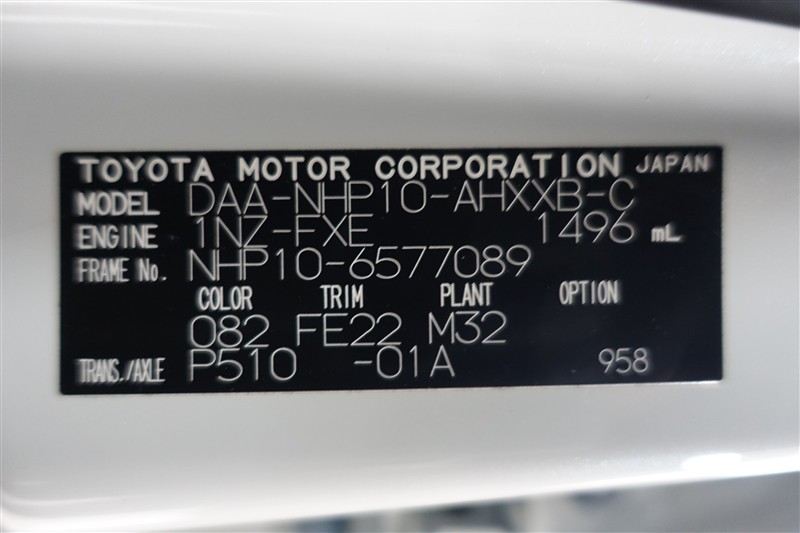 TOYOTA MOTOR CORPORATION JAPAN
MODEL DAA-NHP10-AHXXB-C
ENGINE 1NZ-FXE 1496 mL
FRAME No. NHP10-6577089
COLOR TRIM PLANT OPTION
082 FE22 M32
TRANS./AXLE P510 -01A 958